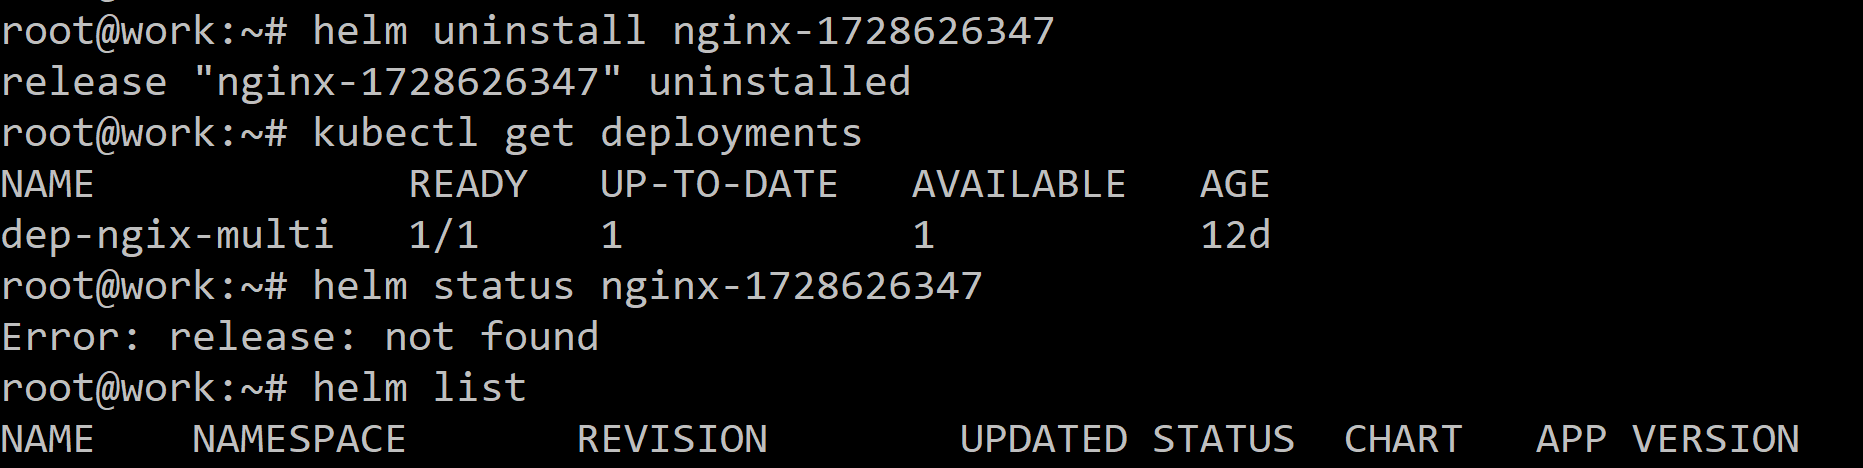 root@work:~# helm uninstall nginx-1728626347
release "nginx-1728626347" uninstalled
root@work:~# kubectl get deployments
NAME             READY   UP-TO-DATE   AVAILABLE   AGE
dep-ngix-multi   1/1     1            1           12d
root@work:~# helm status nginx-1728626347
Error: release: not found
root@work:~# helm list
NAME    NAMESPACE       REVISION        UPDATED STATUS  CHART   APP VERSION